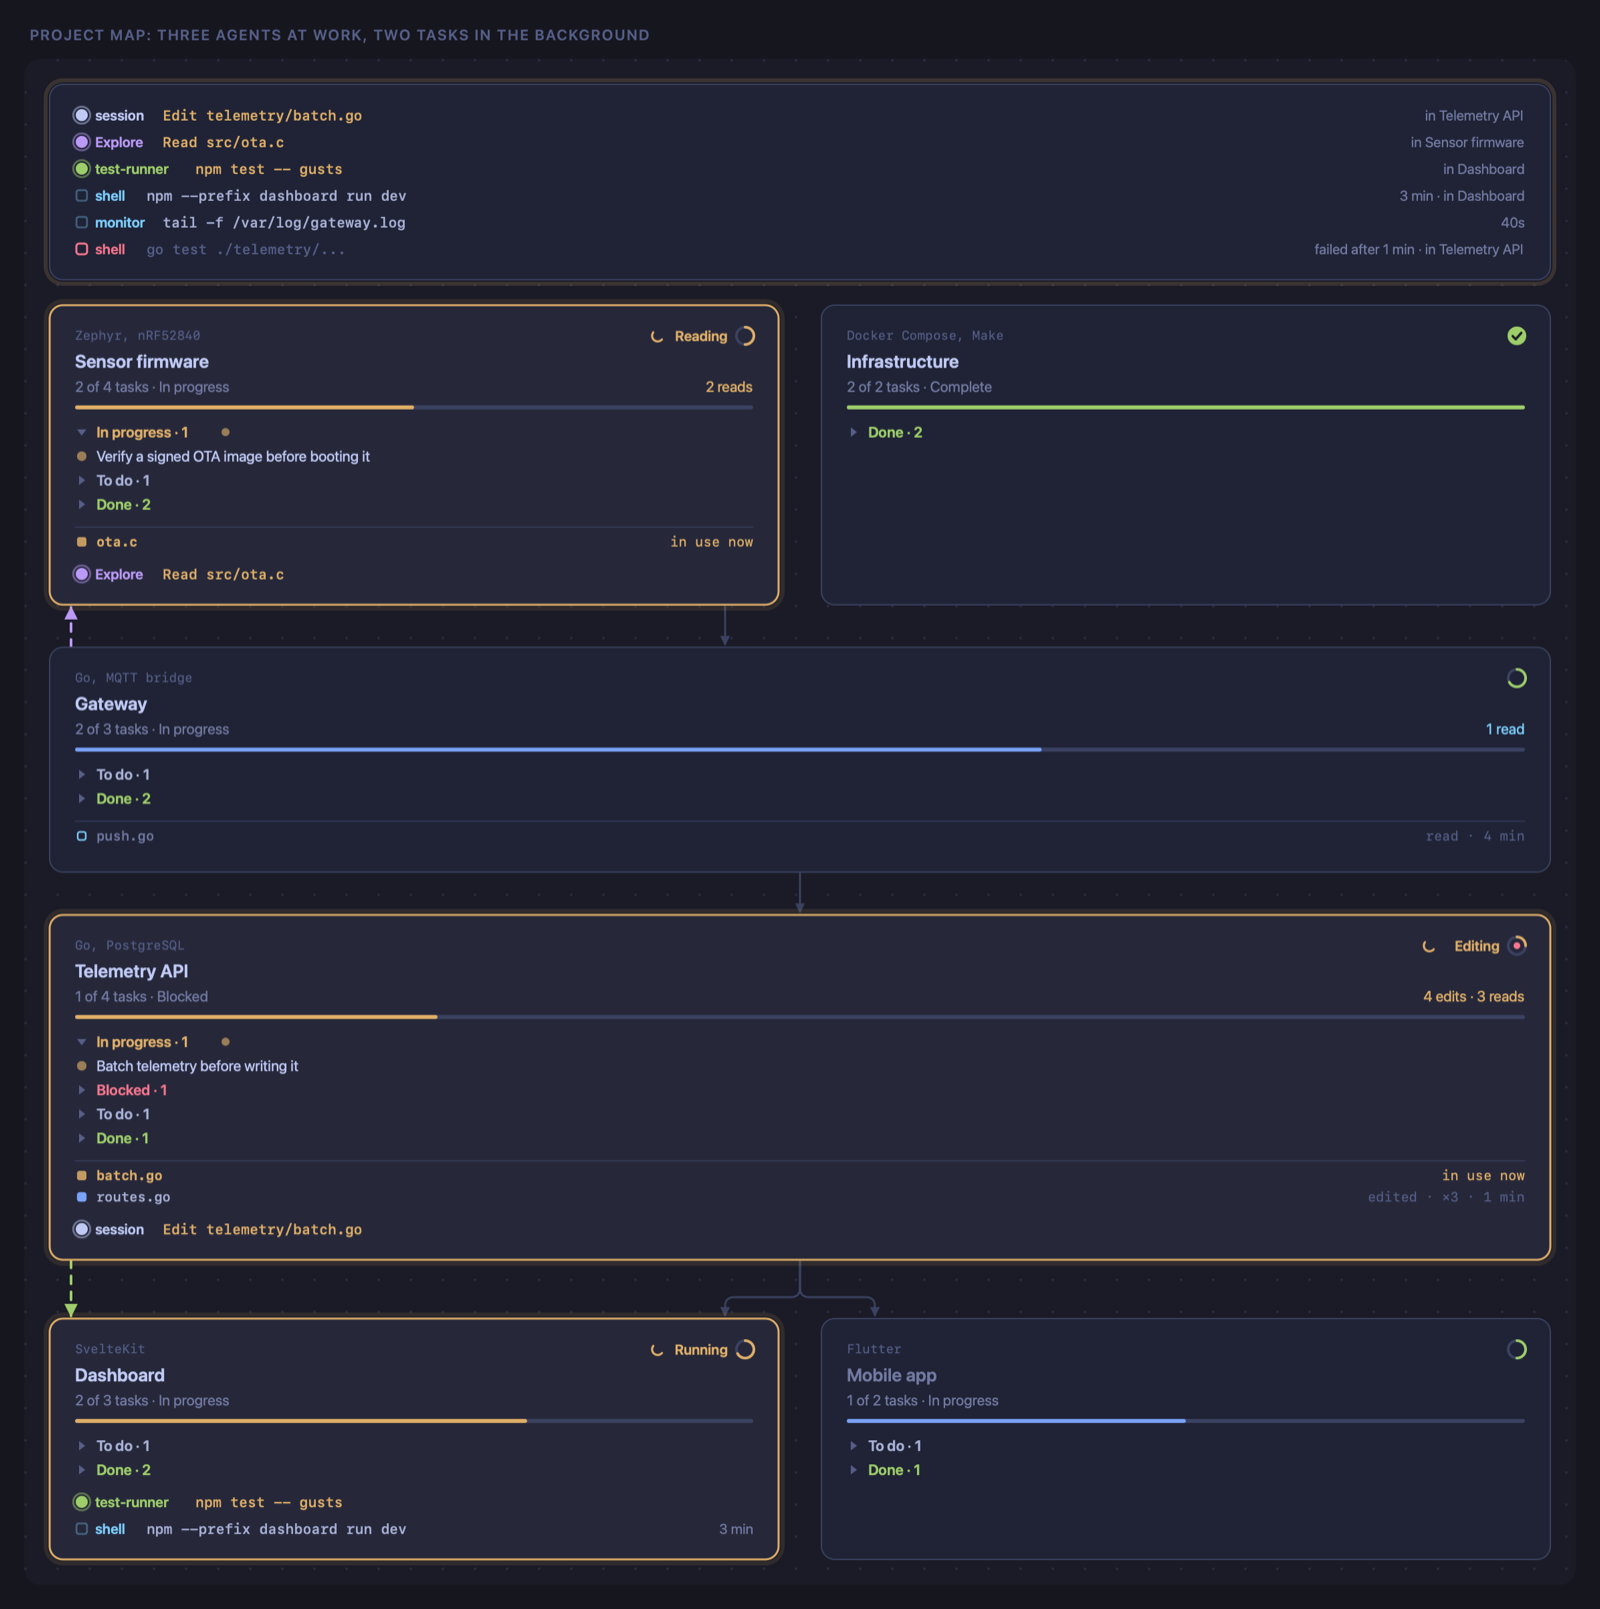 PROJECT MAP: THREE AGENTS AT WORK, TWO TASKS IN THE BACKGROUND
session Edit telemetry/batch.go in Telemetry API
Explore Read src/ota.c in Sensor firmware
test-runner npm test -- gusts in Dashboard
shell npm --prefix dashboard run dev 3 min · in Dashboard
monitor tail -f /var/log/gateway.log 40s
shell go test ./telemetry/... failed after 1 min · in Telemetry API
Zephyr, nRF52840 Reading
Sensor firmware
2 of 4 tasks · In progress 2 reads
In progress · 1
Verify a signed OTA image before booting it
To do · 1
Done · 2
ota.c in use now
Explore Read src/ota.c
Docker Compose, Make
Infrastructure
2 of 2 tasks · Complete
Done · 2
Go, MQTT bridge
Gateway
2 of 3 tasks · In progress 1 read
To do · 1
Done · 2
push.go read · 4 min
Go, PostgreSQL Editing
Telemetry API
1 of 4 tasks · Blocked 4 edits · 3 reads
In progress · 1
Batch telemetry before writing it
Blocked · 1
To do · 1
Done · 1
batch.go in use now
routes.go edited · ×3 · 1 min
session Edit telemetry/batch.go
SvelteKit Running
Dashboard
2 of 3 tasks · In progress
To do · 1
Done · 2
test-runner npm test -- gusts
shell npm --prefix dashboard run dev 3 min
Flutter
Mobile app
1 of 2 tasks · In progress
To do · 1
Done · 1